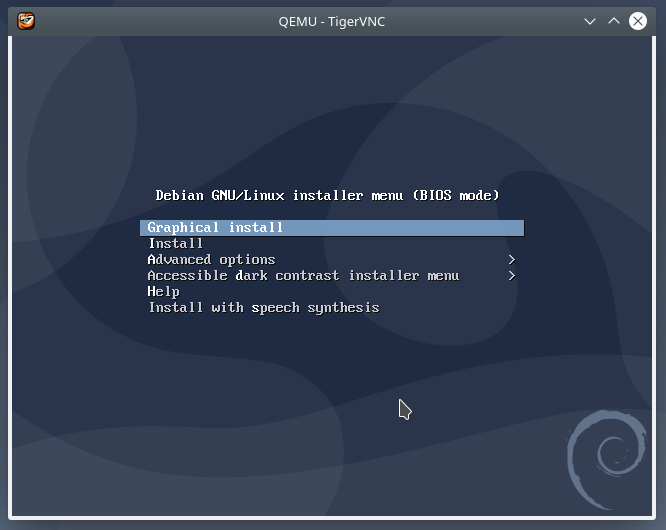 QEMU - TigerVNC
Debian GNU/Linux installer menu (BIOS mode)
Graphical install
Install
Advanced options >
Accessible dark contrast installer menu >
Help
Install with speech synthesis